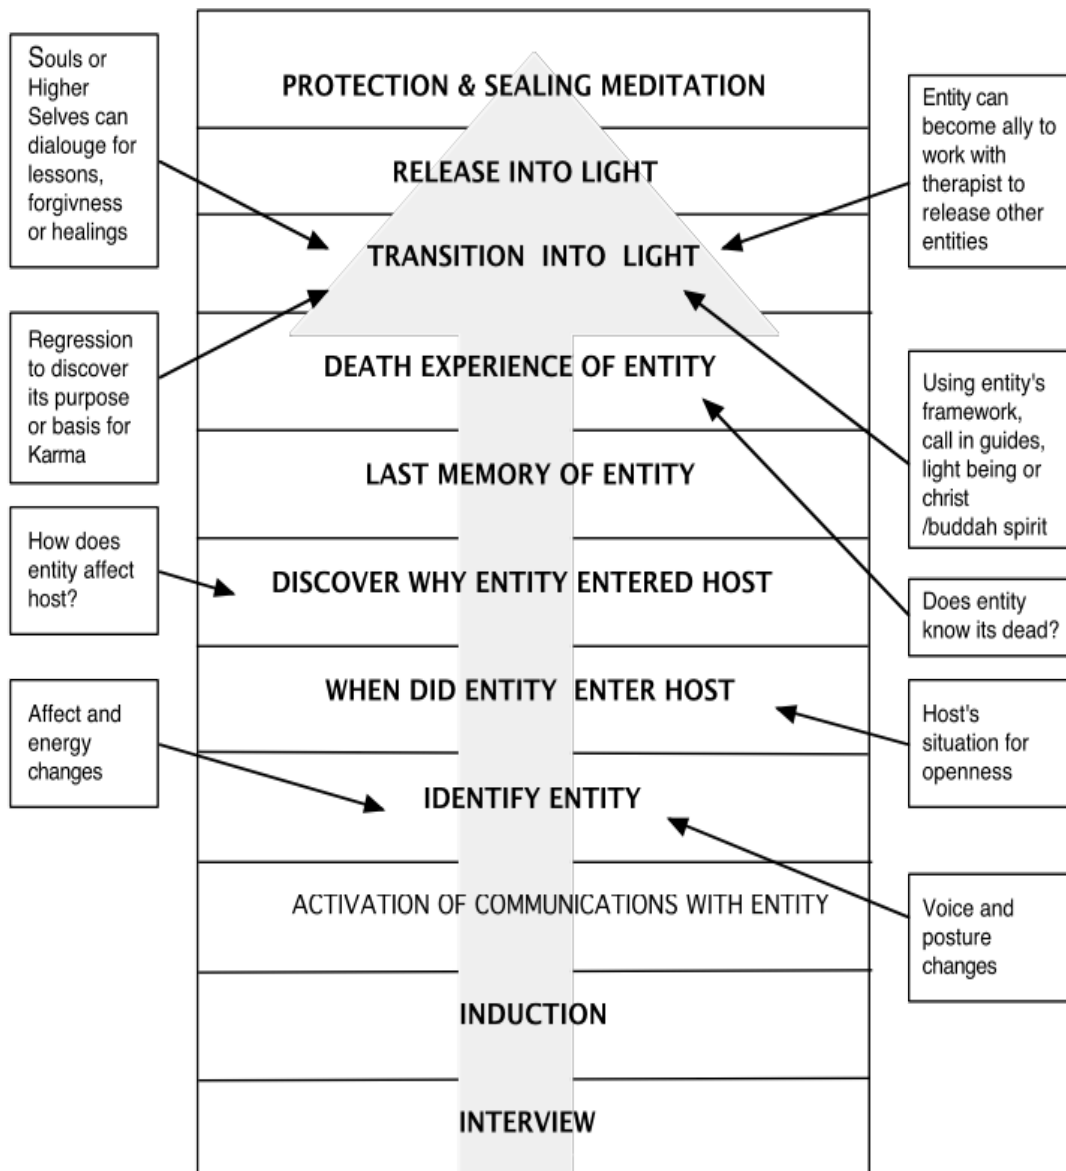 Souls or
Higher
Selves can
dialouge for
lessons,
forgivness
or healings
Regression
to discover
its purpose
or basis for
Karma
How does
entity affect
host?
Affect and
energy
changes
PROTECTION & SEALING MEDITATION
RELEASE INTO LIGHT
TRANSITION INTO LIGHT
DEATH EXPERIENCE OF ENTITY
LAST MEMORY OF ENTITY
DISCOVER WHY ENTITY ENTERED HOST
WHEN DID ENTITY ENTER HOST
IDENTIFY ENTITY
ACTIVATION OF COMMUNICATIONS WITH ENTITY
INDUCTION
INTERVIEW
Entity can
become ally to
work with
therapist to
release other
entities
Using entity's
framework,
call in guides,
light being or
christ
/buddah spirit
Does entity
know its dead?
Host's
situation for
openness
Voice and
posture
changes